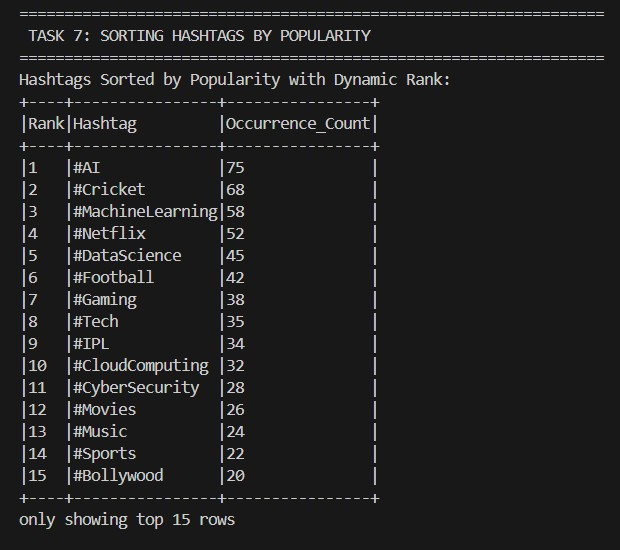 =================================================================
 TASK 7: SORTING HASHTAGS BY POPULARITY
=================================================================
Hashtags Sorted by Popularity with Dynamic Rank:
+----+----------------+----------------+
|Rank|Hashtag         |Occurrence_Count|
+----+----------------+----------------+
|1   |#AI             |75              |
|2   |#Cricket        |68              |
|3   |#MachineLearning|58              |
|4   |#Netflix        |52              |
|5   |#DataScience    |45              |
|6   |#Football       |42              |
|7   |#Gaming         |38              |
|8   |#Tech           |35              |
|9   |#IPL            |34              |
|10  |#CloudComputing |32              |
|11  |#CyberSecurity  |28              |
|12  |#Movies         |26              |
|13  |#Music          |24              |
|14  |#Sports         |22              |
|15  |#Bollywood      |20              |
+----+----------------+----------------+
only showing top 15 rows